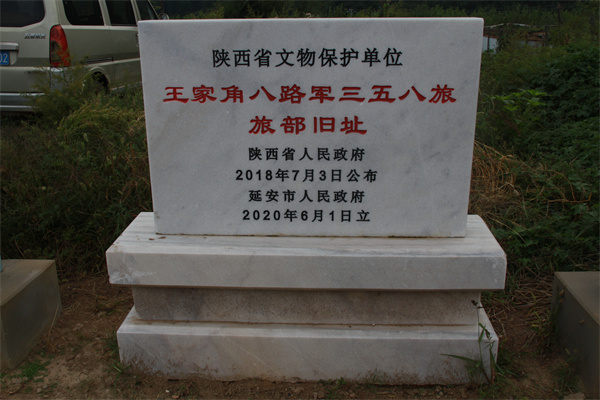 陕西省文物保护单位
王家角八路军三五八旅
旅部旧址
陕西省人民政府
2018年7月3日公布
延安市人民政府
2020年6月1日立